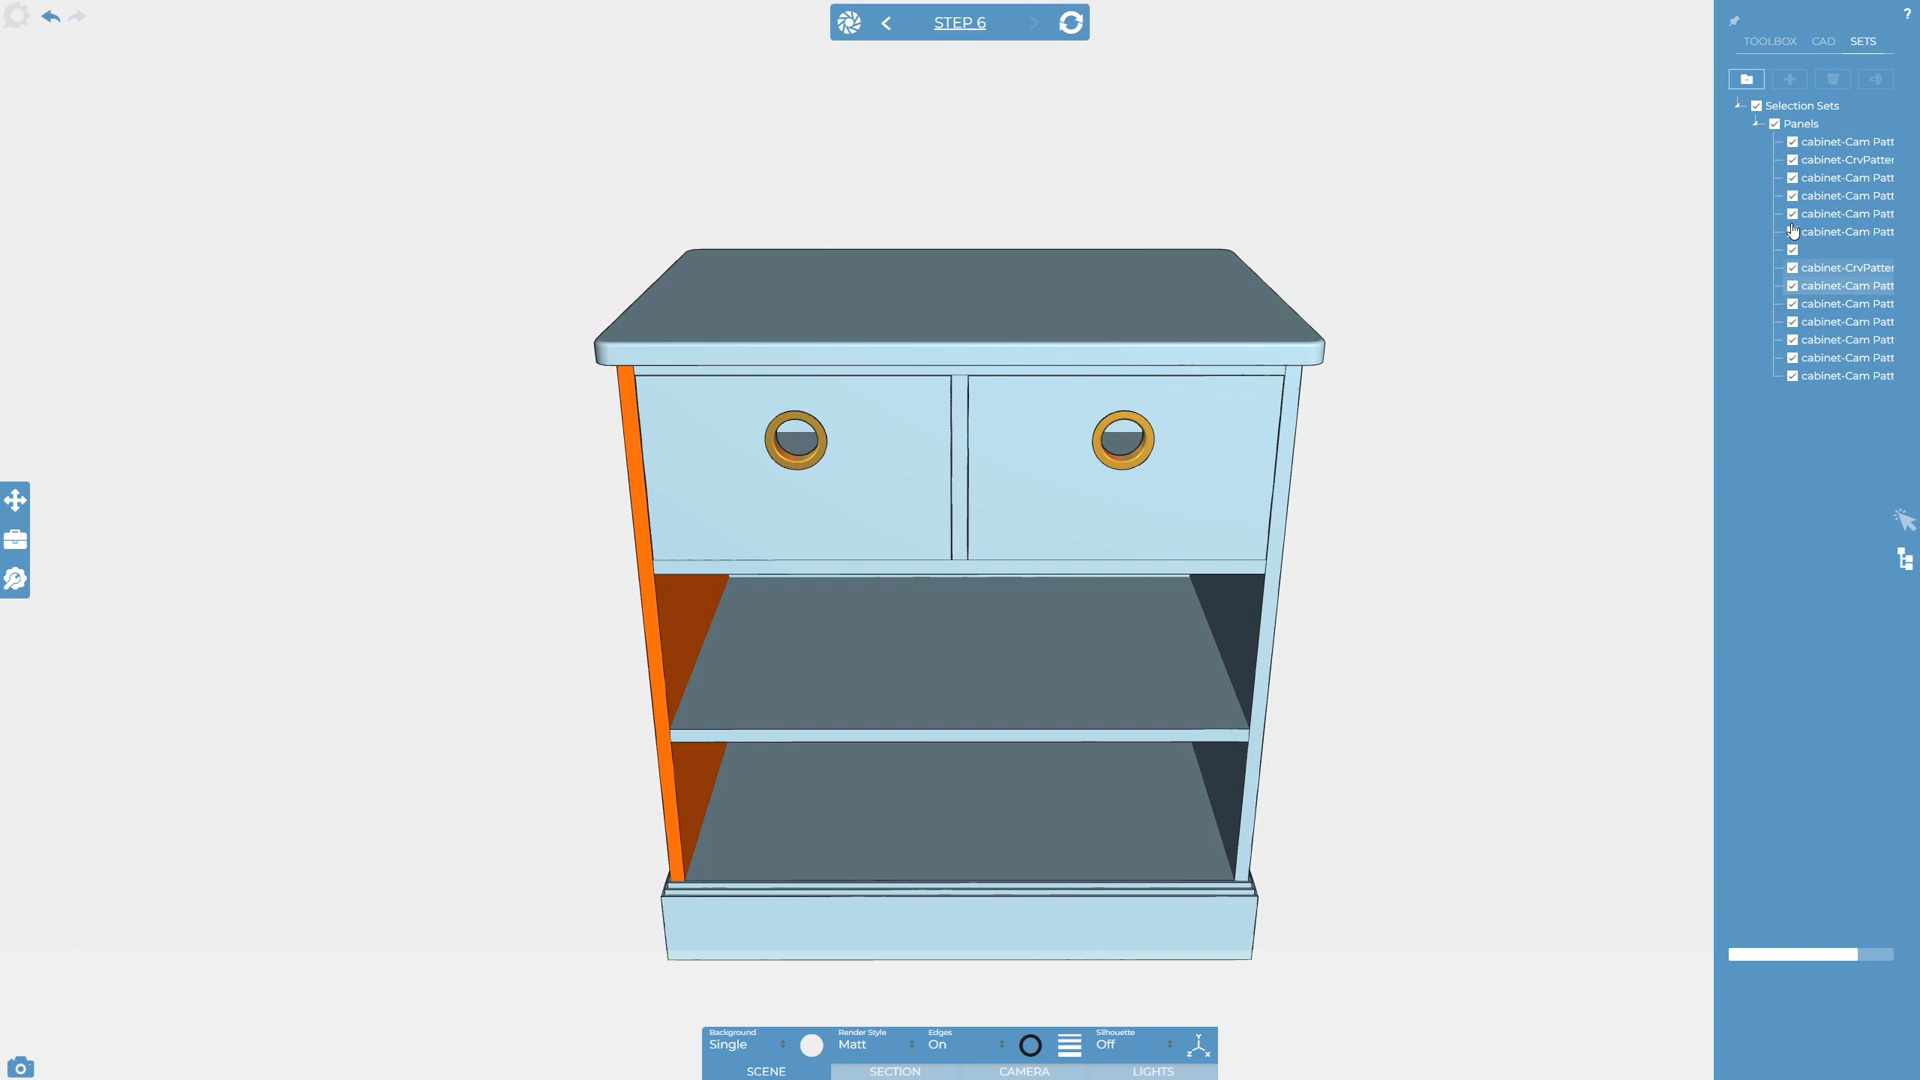 STEP 6
?
TOOLBOX CAD SETS
Selection Sets
Panels
cabinet-Cam Patt
cabinet-CrvPatter
cabinet-Cam Patt
cabinet-Cam Patt
cabinet-Cam Patt
cabinet-Cam Patt
cabinet-CrvPatter
cabinet-Cam Patt
cabinet-Cam Patt
cabinet-Cam Patt
cabinet-Cam Patt
cabinet-Cam Patt
cabinet-Cam Patt
Background Render Style Edges Silhouette
Single Matt On Off
Y
Z X
SCENE SECTION CAMERA LIGHTS